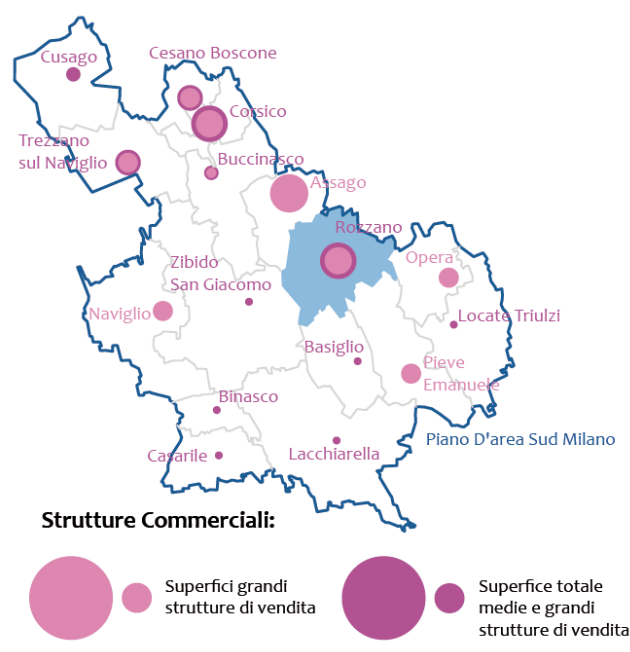 Cusago
Cesano Boscone
Corsico
Trezzano
sul Naviglio
Buccinasco
Assago
Rozzano
Opera
Zibido
San Giacomo
Naviglio
Locate Triulzi
Basiglio
Pieve
Emanuele
Binasco
Casarile
Lacchiarella
Piano D'area Sud Milano
Strutture Commerciali:
Superfici grandi
strutture di vendita
Superfice totale
medie e grandi
strutture di vendita